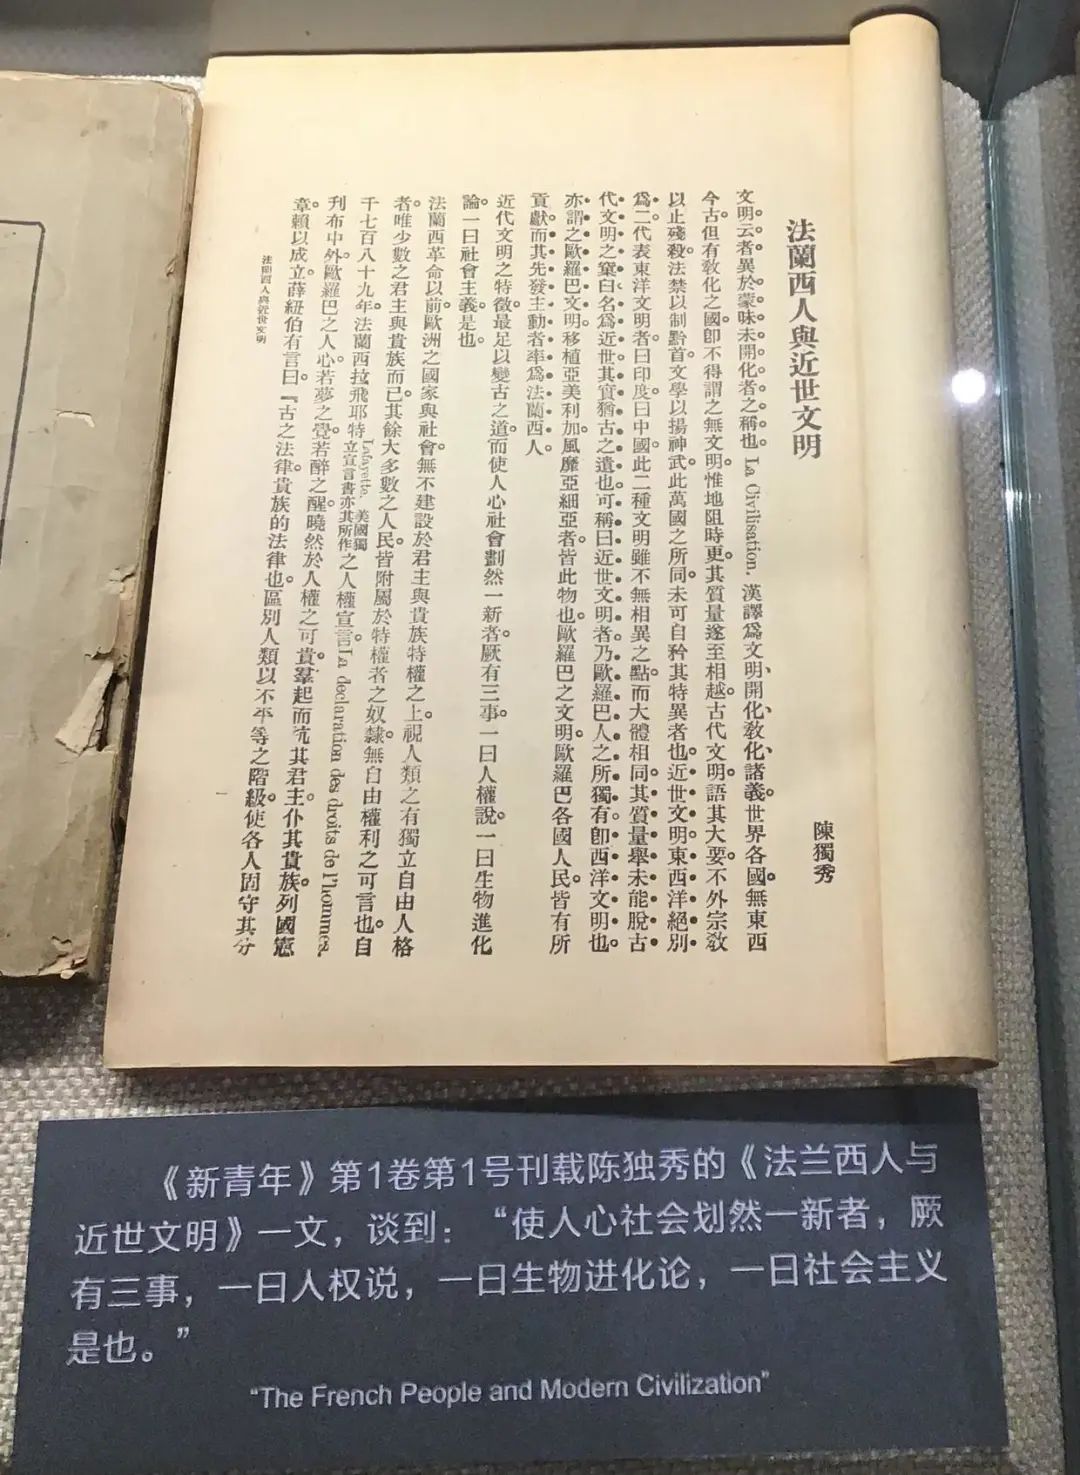 法蘭西人與近世文明
陳獨秀
文明云者。異於蒙昧未開化者之稱也。La Civilisation. 漢譯爲文明、開化、敎化、諸義。世界各國。無東西
今古。但有敎化之國。卽不得謂之無文明。惟地阻時更。其質量遂至相越。古代文明。語其大要。不外宗敎
以止殘殺。法禁以制黔首。文學以揚神武。此萬國之所同。未可自矜其特異者也。近世文明。東西洋絕別
爲二。代表東洋文明者。曰印度。曰中國。此二種文明。雖不無相異之點。而大體相同。其質量舉未能脫古
代文明之窠臼。名爲近世。其實猶古之遺也。可稱曰近世文明者。乃歐羅巴人之所獨有。卽西洋文明也。
亦謂之歐羅巴文明。移植亞美利加。風靡亞細亞者。皆此物也。歐羅巴之文明。歐羅巴各國人民。皆有所
貢獻。而其先發主動者率爲法蘭西人。
近代文明之特徵。最足以變古之道。而使人心社會劃然一新者。厥有三事。一曰人權說。一曰生物進化
論。一曰社會主義。是也。
法蘭西革命以前。歐洲之國家與社會。無不建設於君主與貴族特權之上。視人類之有獨立自由人格
者。唯少數之君主與貴族而已。其餘大多數之人民。皆附屬於特權者之奴隸。無自由權利之可言也。自
千七百八十九年。法蘭西拉飛耶特 Lafayette. 美國獨立宣言書亦其所作 之人權宣言 La declaration des droits de l'hommes.
刋布中外。歐羅巴之人心。若夢之覺。若醉之醒。曉然於人權之可貴。羣起而抗其君主。仆其貴族。列國憲
章。賴以成立。薛紐伯有言曰。『古之法律。貴族的法律也。區別人類以不平等之階級。使各人固守其分
法蘭西人與近世文明
一
《新青年》第1卷第1号刊载陈独秀的《法兰西人与
近世文明》一文，谈到：“使人心社会划然一新者，厥
有三事，一曰人权说，一曰生物进化论，一曰社会主义
是也。”
“The French People and Modern Civilization”